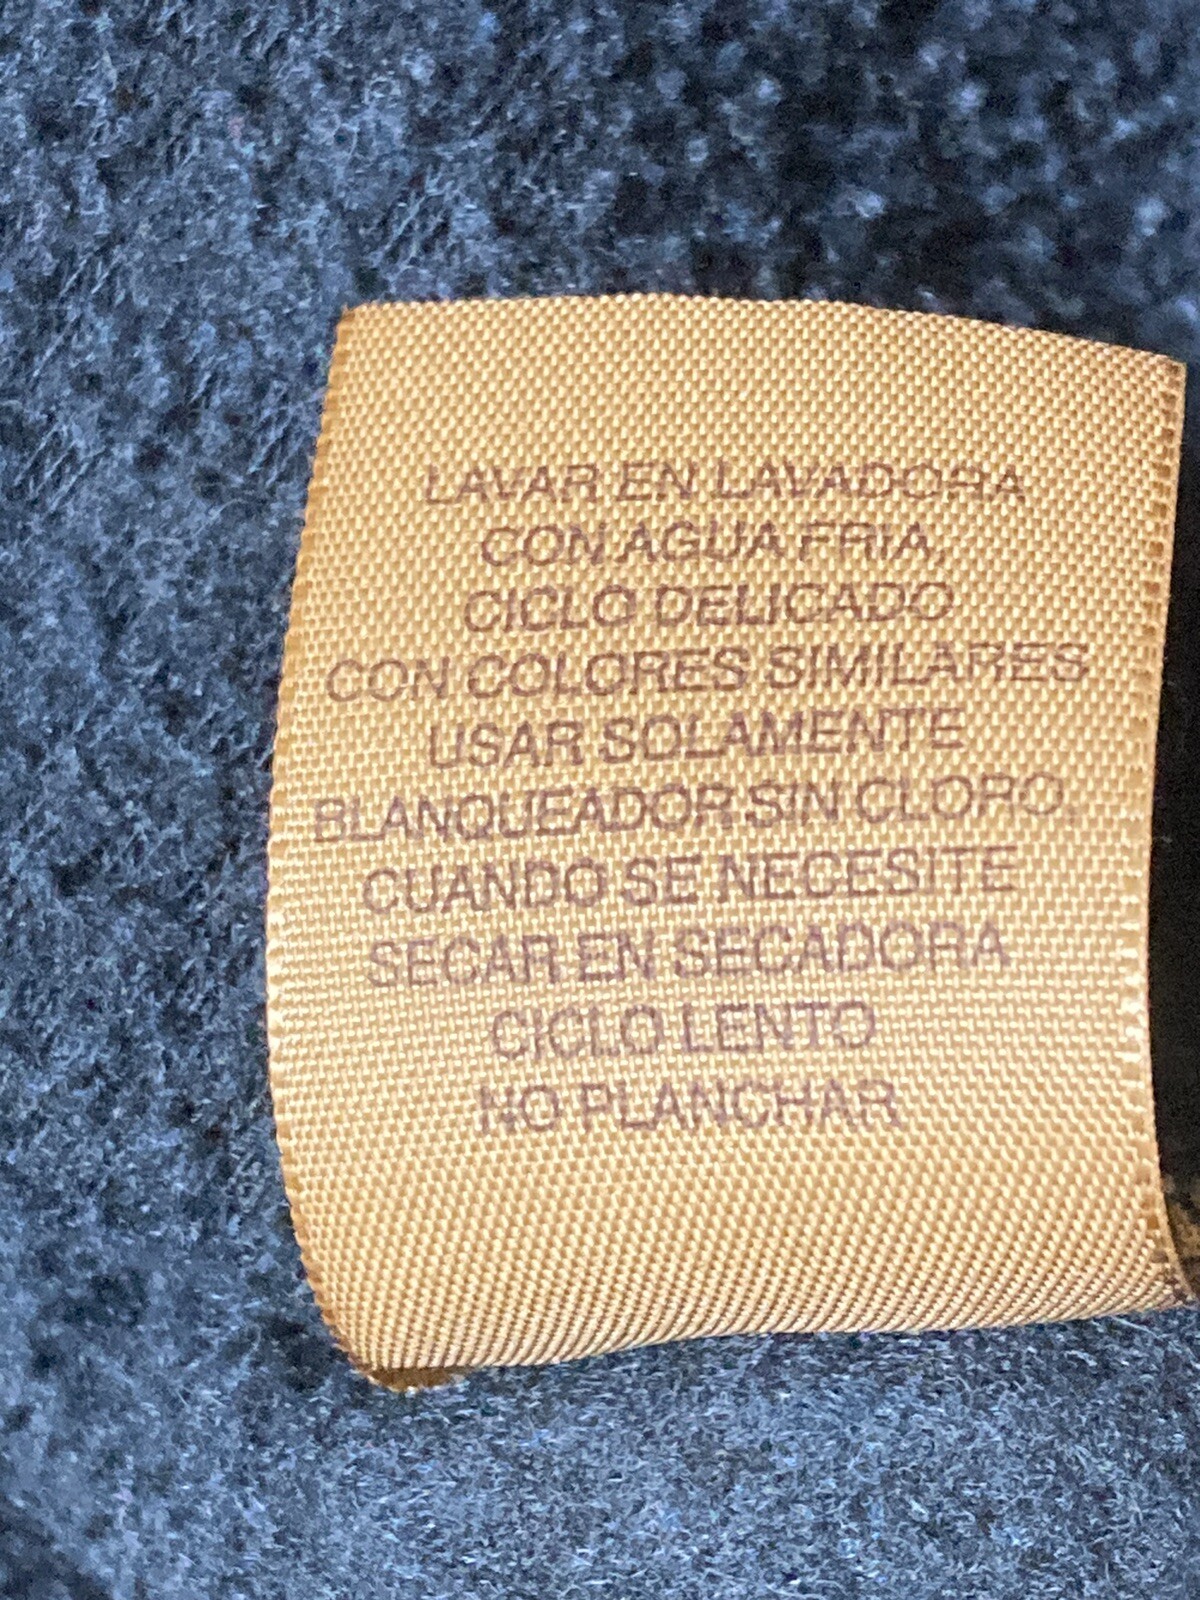 LAVAR EN LAVADORA
CON AGUA FRIA,
CICLO DELICADO
CON COLORES SIMILARES
USAR SOLAMENTE
BLANQUEADOR SIN CLORO,
CUANDO SE NECESITE
SECAR EN SECADORA
CICLO LENTO
NO PLANCHAR